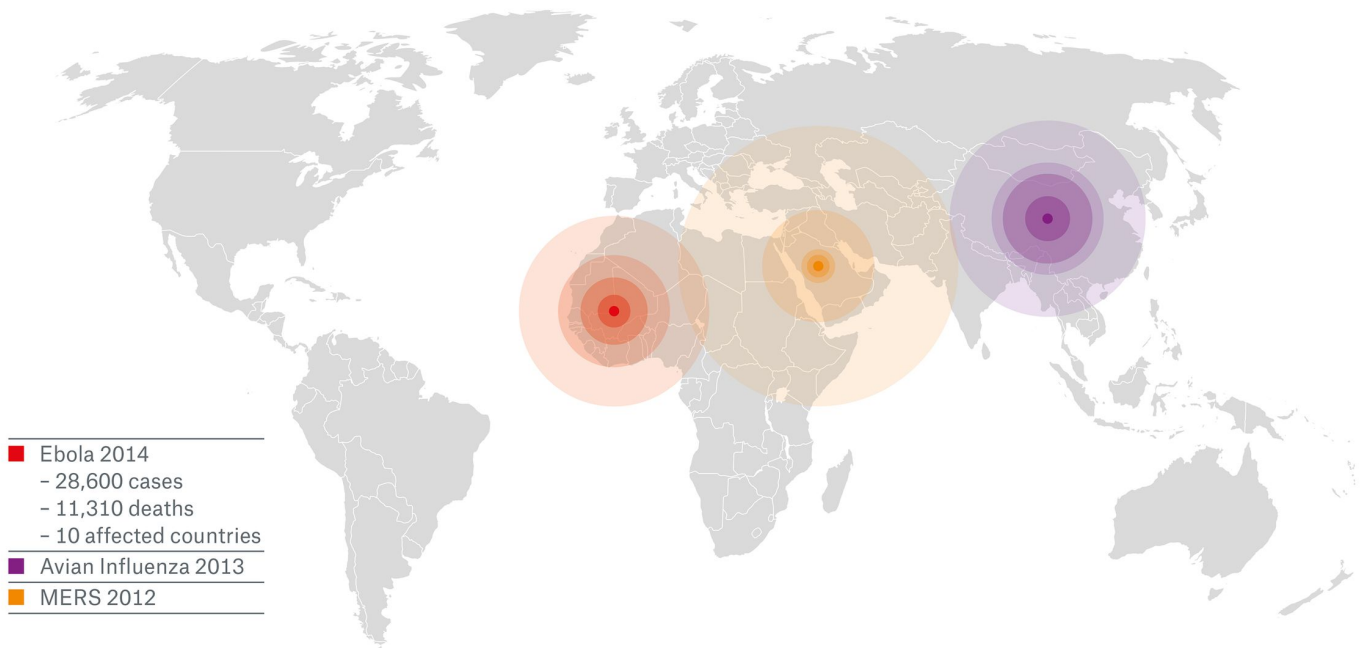 Ebola 2014
– 28,600 cases
– 11,310 deaths
– 10 affected countries
Avian Influenza 2013
MERS 2012